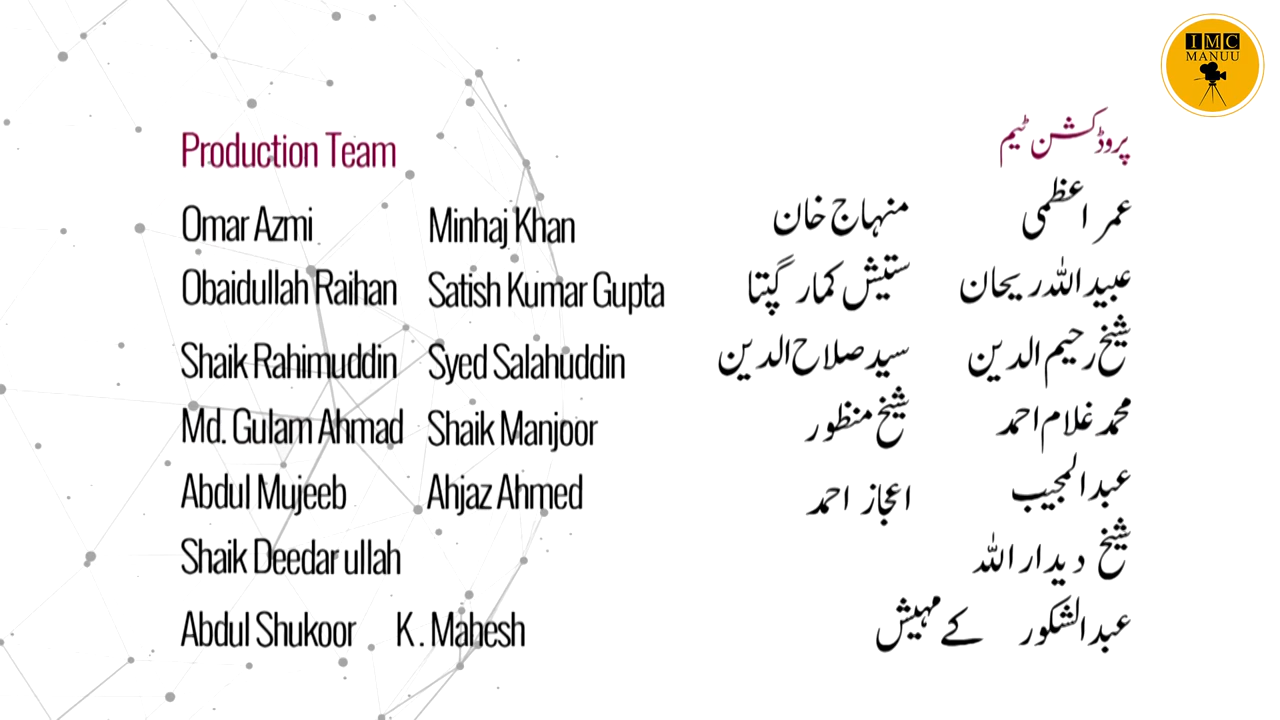 IMC
MANUU
Production Team پروڈکشن ٹیم
Omar Azmi Minhaj Khan منہاج خان عمر اعظمی
Obaidullah Raihan Satish Kumar Gupta ستیش کمار گپتا عبید اللہ ریحان
Shaik Rahimuddin Syed Salahuddin سید صلاح الدین شیخ رحیم الدین
Md. Gulam Ahmad Shaik Manjoor شیخ منظور محمد غلام احمد
Abdul Mujeeb Ahjaz Ahmed اعجاز احمد عبدالمجیب
Shaik Deedar ullah شیخ دیدار اللہ
Abdul Shukoor K. Mahesh کے مہیش عبدالشکور